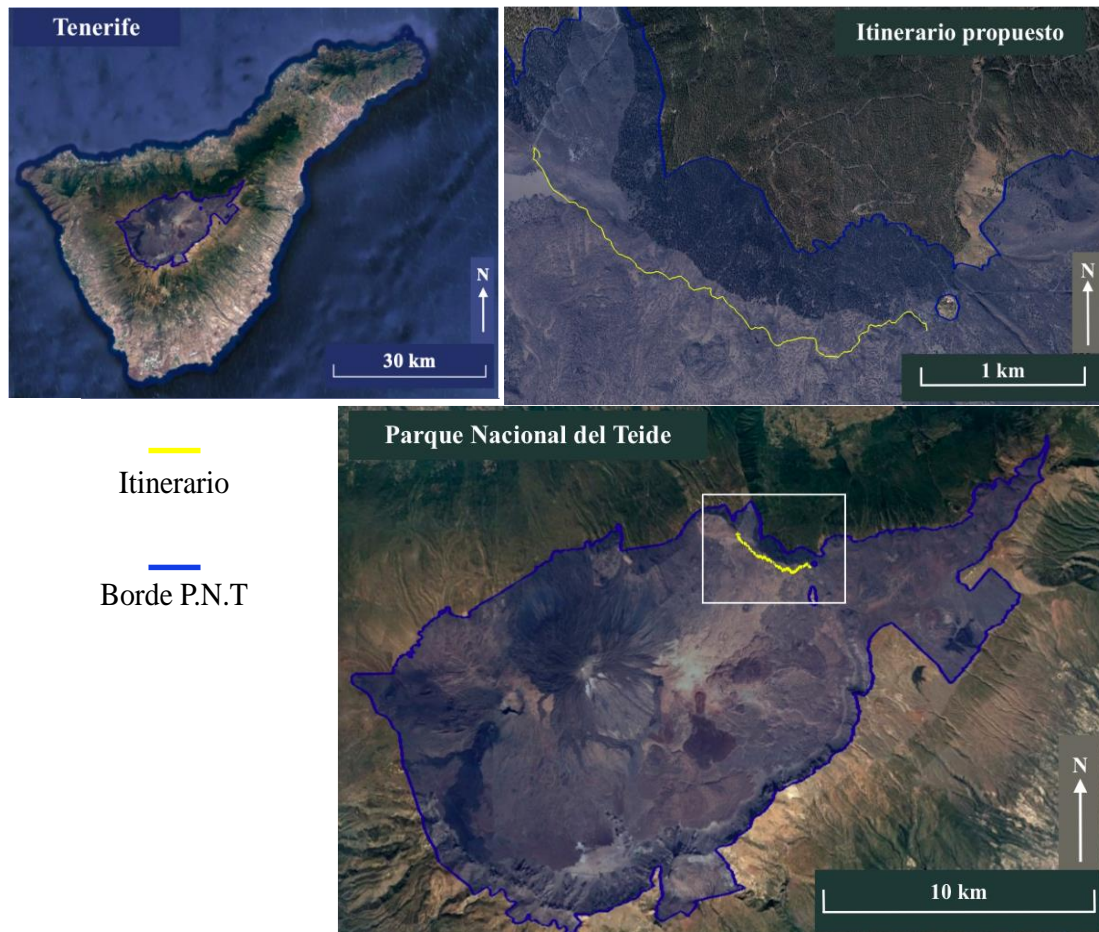 Tenerife
N
30 km
Itinerario propuesto
N
1 km
Itinerario
Borde P.N.T
Parque Nacional del Teide
N
10 km